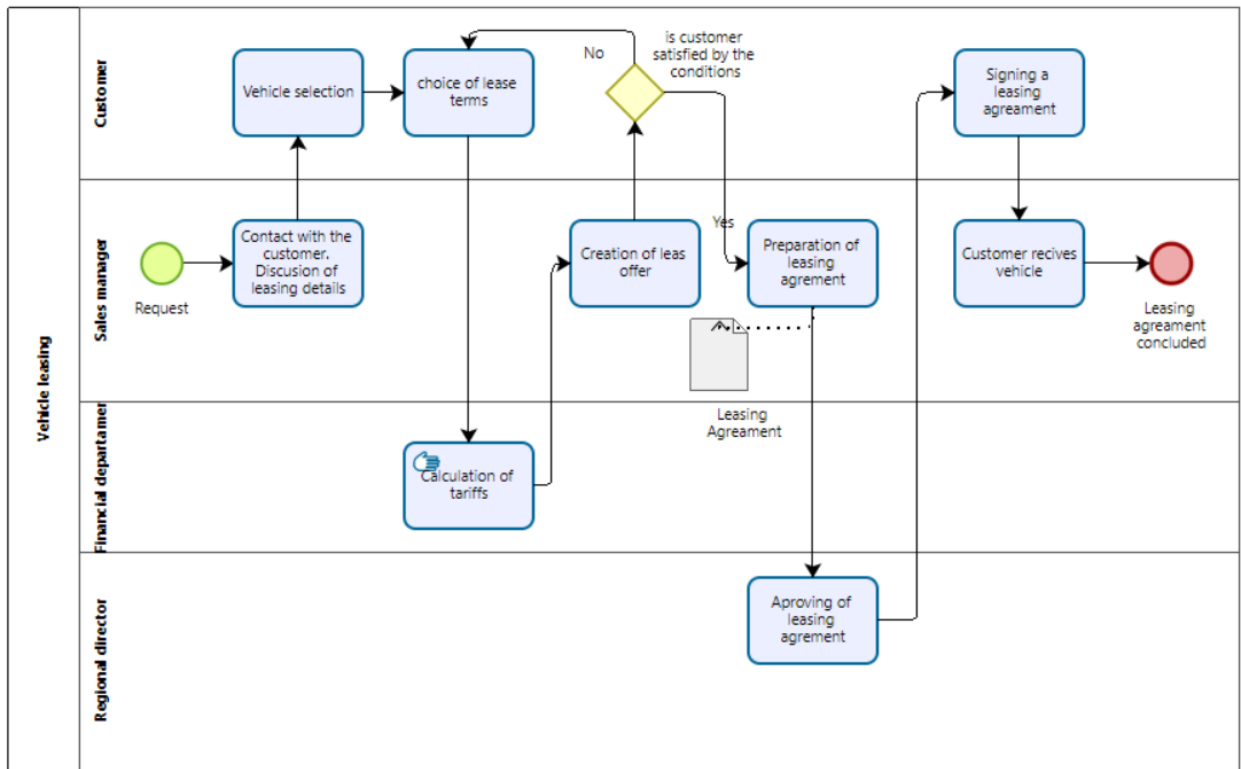 Vehicle leasing
Customer
Vehicle selection
choice of lease
terms
No
is customer
satisfied by the
conditions
Signing a
leasing
agreament
Sales manager
Request
Contact with the
customer.
Discusion of
leasing details
Creation of leas
offer
Yes
Preparation of
leasing
agrement
Customer recives
vehicle
Leasing
agreament
concluded
Leasing
Agreament
Financial departamen
Calculation of
tariffs
Regional director
Aproving of
leasing
agrement